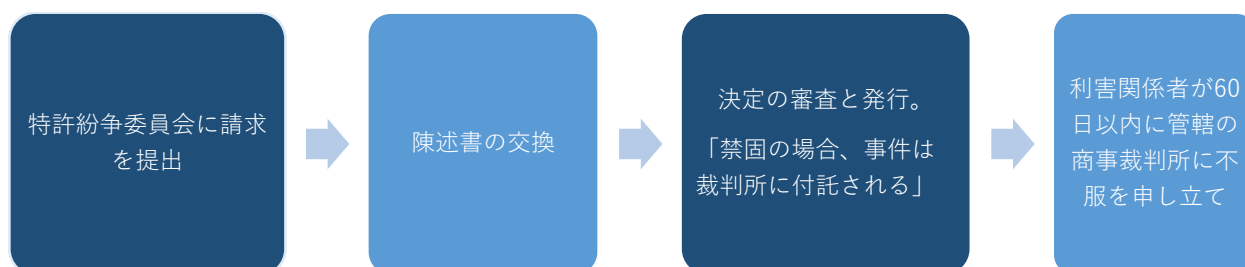 特許紛争委員会に請求
を提出
陳述書の交換
決定の審査と発行。
「禁固の場合、事件は
裁判所に付託される」
利害関係者が60
日以内に管轄の
商事裁判所に不
服を申し立て